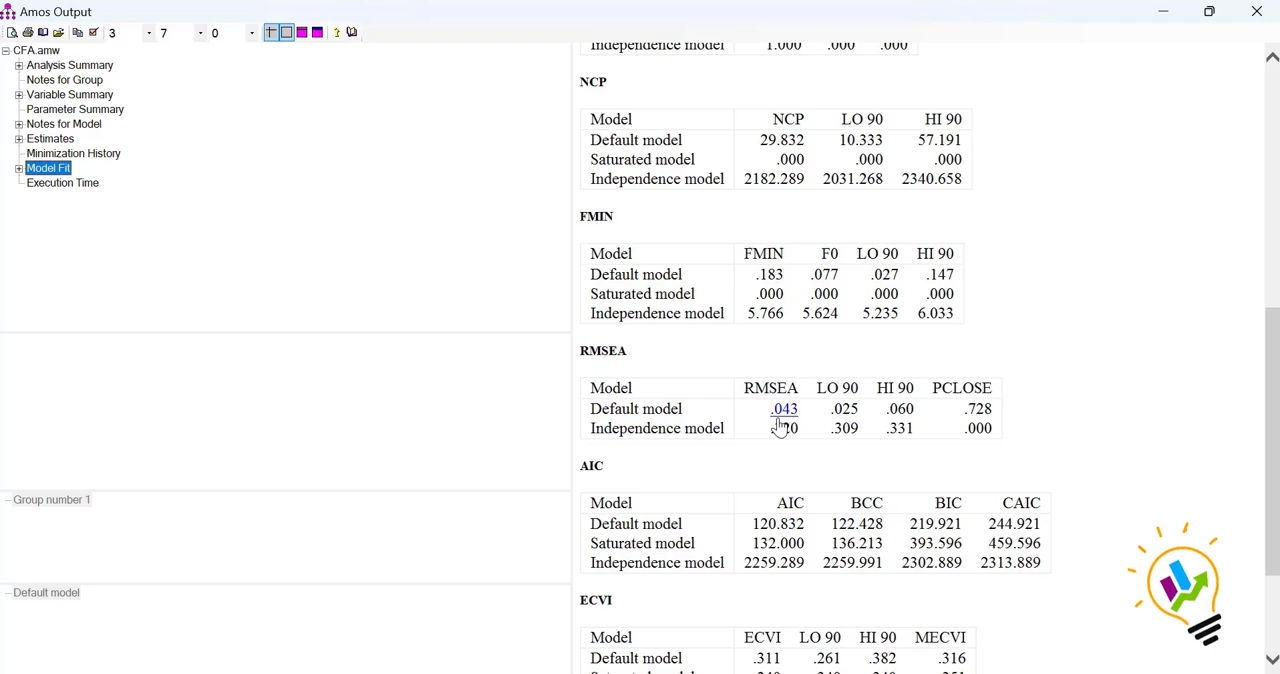 Amos Output
3 7 0
CFA.amw
Analysis Summary
Notes for Group
Variable Summary
Parameter Summary
Notes for Model
Estimates
Minimization History
Model Fit
Execution Time
Group number 1
Default model
Independence model 1.000 .000 .000
NCP
Model NCP LO 90 HI 90
Default model 29.832 10.333 57.191
Saturated model .000 .000 .000
Independence model 2182.289 2031.268 2340.658
FMIN
Model FMIN F0 LO 90 HI 90
Default model .183 .077 .027 .147
Saturated model .000 .000 .000 .000
Independence model 5.766 5.624 5.235 6.033
RMSEA
Model RMSEA LO 90 HI 90 PCLOSE
Default model .043 .025 .060 .728
Independence model .309 .331 .000
AIC
Model AIC BCC BIC CAIC
Default model 120.832 122.428 219.921 244.921
Saturated model 132.000 136.213 393.596 459.596
Independence model 2259.289 2259.991 2302.889 2313.889
ECVI
Model ECVI LO 90 HI 90 MECVI
Default model .311 .261 .382 .316